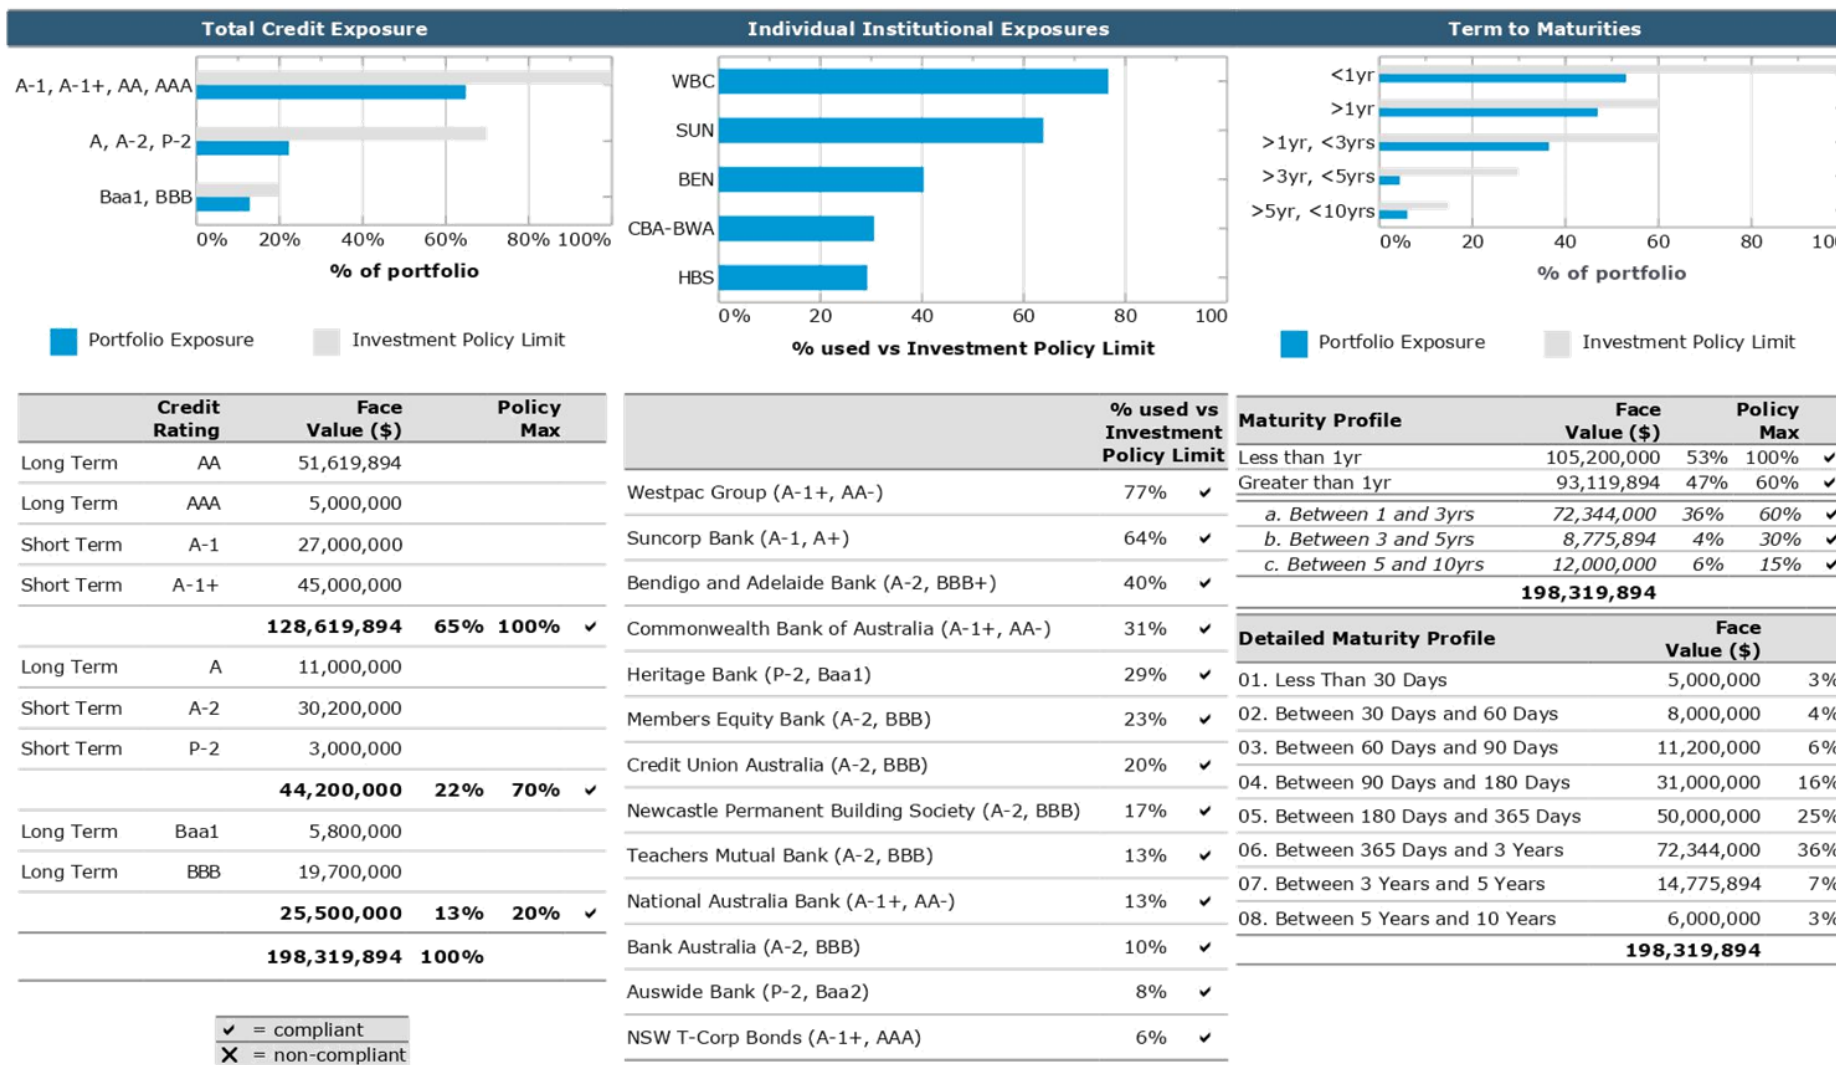 Total Credit Exposure
A-1, A-1+, AA, AAA
A, A-2, P-2
Baa1, BBB
0% 20% 40% 60% 80% 100%
% of portfolio
Portfolio Exposure Investment Policy Limit
Credit Rating Face Value ($) Policy Max
Long Term AA 51,619,894
Long Term AAA 5,000,000
Short Term A-1 27,000,000
Short Term A-1+ 45,000,000
128,619,894 65% 100% ✔
Long Term A 11,000,000
Short Term A-2 30,200,000
Short Term P-2 3,000,000
44,200,000 22% 70% ✔
Long Term Baa1 5,800,000
Long Term BBB 19,700,000
25,500,000 13% 20% ✔
198,319,894 100%
✔ = compliant
✗ = non-compliant
Individual Institutional Exposures
WBC
SUN
BEN
CBA-BWA
HBS
0% 20 40 60 80 100
% used vs Investment Policy Limit
% used vs
Investment
Policy Limit
Westpac Group (A-1+, AA-) 77% ✔
Suncorp Bank (A-1, A+) 64% ✔
Bendigo and Adelaide Bank (A-2, BBB+) 40% ✔
Commonwealth Bank of Australia (A-1+, AA-) 31% ✔
Heritage Bank (P-2, Baa1) 29% ✔
Members Equity Bank (A-2, BBB) 23% ✔
Credit Union Australia (A-2, BBB) 20% ✔
Newcastle Permanent Building Society (A-2, BBB) 17% ✔
Teachers Mutual Bank (A-2, BBB) 13% ✔
National Australia Bank (A-1+, AA-) 13% ✔
Bank Australia (A-2, BBB) 10% ✔
Auswide Bank (P-2, Baa2) 8% ✔
NSW T-Corp Bonds (A-1+, AAA) 6% ✔
Term to Maturities
<1yr
>1yr
>1yr, <3yrs
>3yr, <5yrs
>5yr, <10yrs
0% 20 40 60 80
% of portfolio
Portfolio Exposure Investment Policy Limit
Maturity Profile Face Value ($) Policy Max
Less than 1yr 105,200,000 53% 100% ✔
Greater than 1yr 93,119,894 47% 60% ✔
a. Between 1 and 3yrs 72,344,000 36% 60% ✔
b. Between 3 and 5yrs 8,775,894 4% 30% ✔
c. Between 5 and 10yrs 12,000,000 6% 15% ✔
198,319,894
Detailed Maturity Profile Face Value ($)
01. Less Than 30 Days 5,000,000 3%
02. Between 30 Days and 60 Days 8,000,000 4%
03. Between 60 Days and 90 Days 11,200,000 6%
04. Between 90 Days and 180 Days 31,000,000 16%
05. Between 180 Days and 365 Days 50,000,000 25%
06. Between 365 Days and 3 Years 72,344,000 36%
07. Between 3 Years and 5 Years 14,775,894 7%
08. Between 5 Years and 10 Years 6,000,000 3%
198,319,894